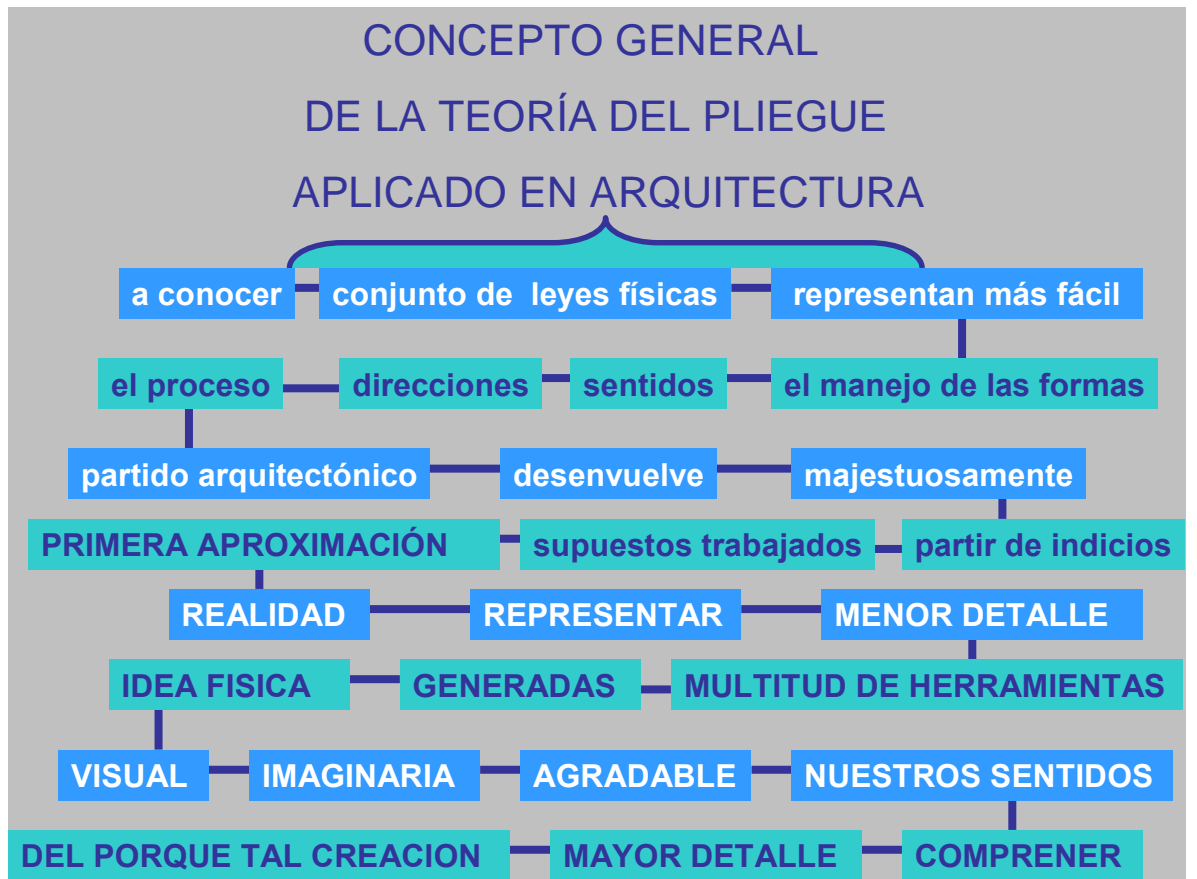 CONCEPTO GENERAL
DE LA TEORÍA DEL PLIEGUE
APLICADO EN ARQUITECTURA
a conocer conjunto de leyes físicas representan más fácil
el proceso direcciones sentidos el manejo de las formas
partido arquitectónico desenvuelve majestuosamente
PRIMERA APROXIMACIÓN supuestos trabajados partir de indicios
REALIDAD REPRESENTAR MENOR DETALLE
IDEA FISICA GENERADAS MULTITUD DE HERRAMIENTAS
VISUAL IMAGINARIA AGRADABLE NUESTROS SENTIDOS
DEL PORQUE TAL CREACION MAYOR DETALLE COMPRENER